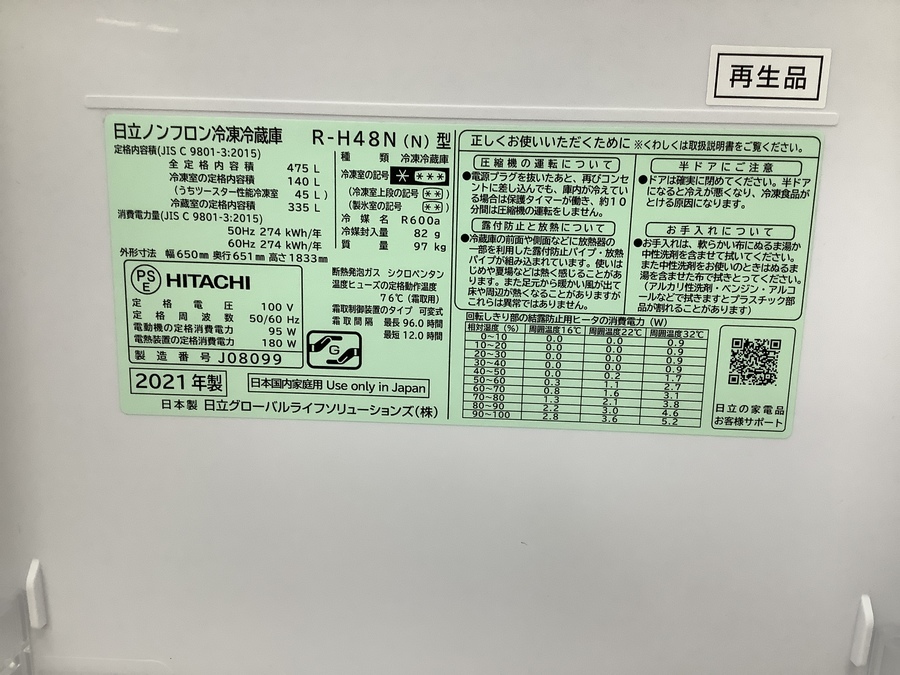 再生品
日立ノンフロン冷凍冷蔵庫 R-H48N (N) 型
定格内容積(JIS C 9801-3:2015)
全定格内容積 475 L
冷凍室の定格内容積 140 L
(うちツースター性能冷凍室 45 L)
冷蔵室の定格内容積 335 L
消費電力量(JIS C 9801-3:2015)
50Hz 274 kWh/年
60Hz 274 kWh/年
外形寸法 幅650mm 奥行651mm 高さ1833mm
種類 冷凍冷蔵庫
冷凍室の記号 * ***
(冷凍室上段の記号 **)
(製氷室の記号 **)
冷媒名 R600a
冷媒封入量 82 g
質量 97 kg
PS E HITACHI
定格電圧 100 V
定格周波数 50/60 Hz
電動機の定格消費電力 95 W
電熱装置の定格消費電力 180 W
製造番号 J08099
断熱発泡ガス シクロペンタン
温度ヒューズの定格動作温度
76℃ (霜取用)
霜取制御装置のタイプ 可変式
霜取間隔 最長 96.0 時間
最短 12.0 時間
G
2021 年製
日本国内家庭用 Use only in Japan
日本製 日立グローバルライフソリューションズ(株)
正しくお使いいただくために ※くわしくは取扱説明書をご覧ください。
圧縮機の運転について
●電源プラグを抜いたあと、再びコンセ
ントに差し込んでも、庫内が冷えてい
る場合は保護タイマーが働き、約10
分間は圧縮機の運転をしません。
露付防止と放熱について
●冷蔵庫の前面や側面などに放熱器の
一部を利用した露付防止パイプ・放熱
パイプが組み込まれています。使いは
じめや夏場などは熱く感じることがあ
ります。また足元から暖かい風が出て
床や周辺が熱くなることがありますが
これらは異常ではありません。
半ドアにご注意
●ドアは確実に閉めてください。半ドア
になると冷えが悪くなり、冷凍食品が
とける原因になります。
お手入れについて
●お手入れは、軟らかい布にぬるま湯か
中性洗剤を含ませて拭いてください。
また中性洗剤をお使いのときはぬるま
湯を含ませた布で拭きとってください。
(アルカリ性洗剤・ベンジン・アルコ
ールなどで拭きますとプラスチック部
品が割れることがあります)
回転しきり部の結露防止用ヒータの消費電力 (W)
相対湿度(%) 周囲温度16℃ 周囲温度22℃ 周囲温度32℃
0~10 0.0 0.0 0.9
10~20 0.0 0.0 0.9
20~30 0.0 0.0 0.9
30~40 0.0 0.0 0.9
40~50 0.0 0.2 1.7
50~60 0.3 1.1 2.7
60~70 0.8 1.6 3.1
70~80 1.3 2.1 3.8
80~90 2.2 3.0 4.6
90~100 2.8 3.6 5.2
日立の家電品
お客様サポート